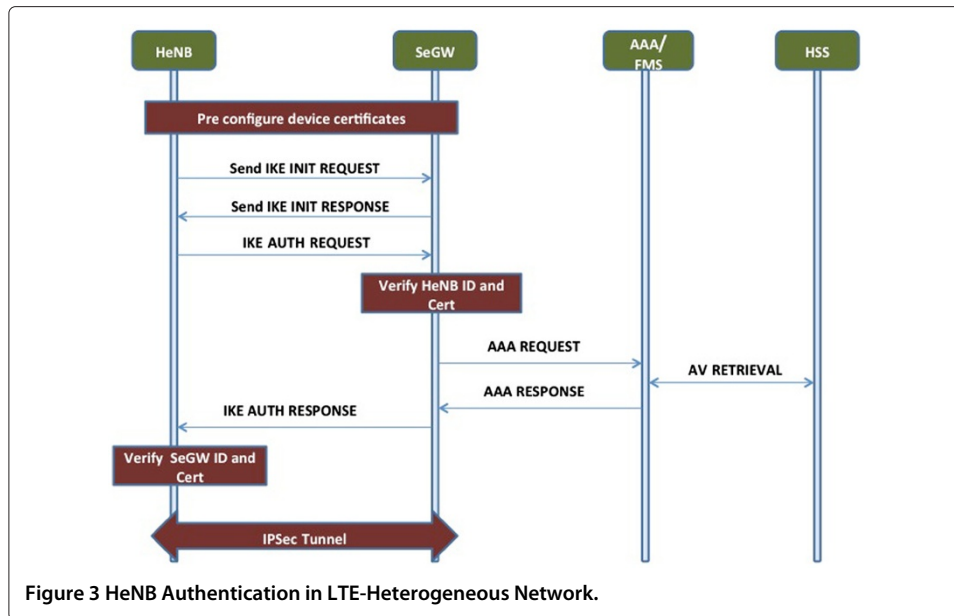 HeNB
SeGW
AAA/
FMS
HSS
Pre configure device certificates
Send IKE INIT REQUEST
Send IKE INIT RESPONSE
IKE AUTH REQUEST
Verify HeNB ID and
Cert
AAA REQUEST
AV RETRIEVAL
AAA RESPONSE
IKE AUTH RESPONSE
Verify SeGW ID and
Cert
IPSec Tunnel
Figure 3 HeNB Authentication in LTE-Heterogeneous Network.